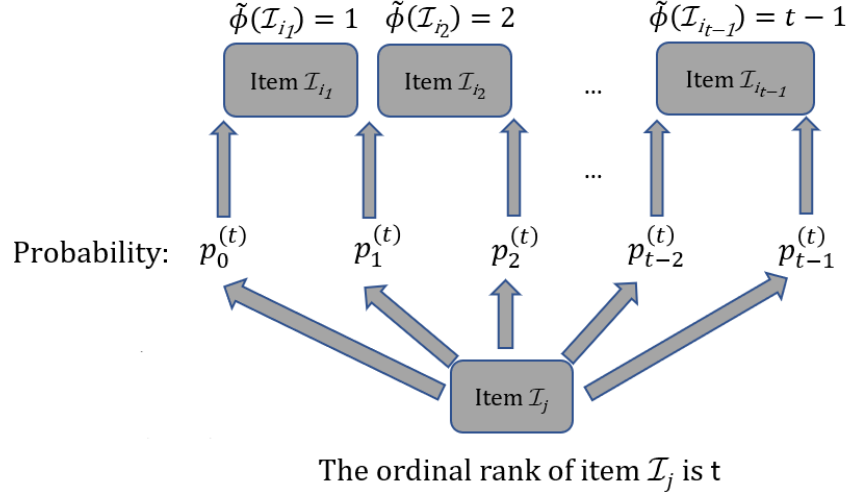 φ̃(ℐ_{i_1}) = 1 φ̃(ℐ_{i_2}) = 2 φ̃(ℐ_{i_{t−1}}) = t − 1
Item ℐ_{i_1} Item ℐ_{i_2} ... Item ℐ_{i_{t−1}}
...
Probability: p_0^{(t)} p_1^{(t)} p_2^{(t)} p_{t−2}^{(t)} p_{t−1}^{(t)}
Item ℐ_j
The ordinal rank of item ℐ_j is t